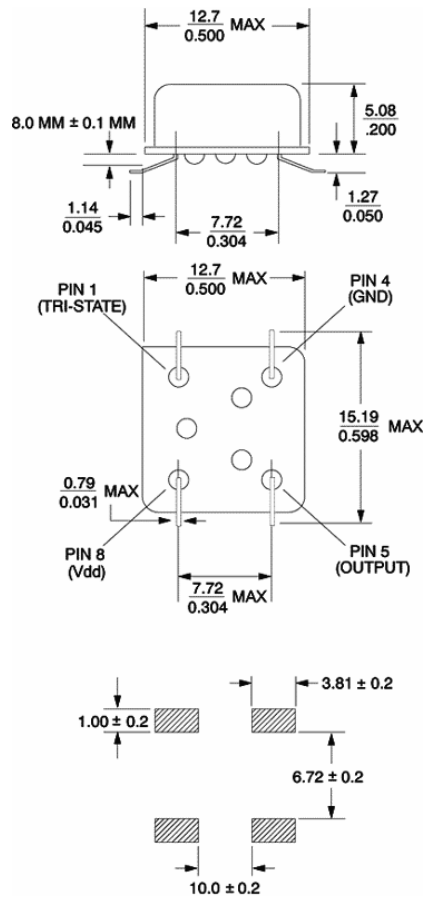 12.7 MAX
0.500
8.0 MM ± 0.1 MM
5.08
.200
1.14
0.045
7.72
0.304
1.27
0.050
12.7 MAX
0.500
PIN 1
(TRI-STATE)
PIN 4
(GND)
15.19 MAX
0.598
0.79 MAX
0.031
PIN 8
(Vdd)
PIN 5
(OUTPUT)
7.72 MAX
0.304
3.81 ± 0.2
1.00 ± 0.2
6.72 ± 0.2
10.0 ± 0.2